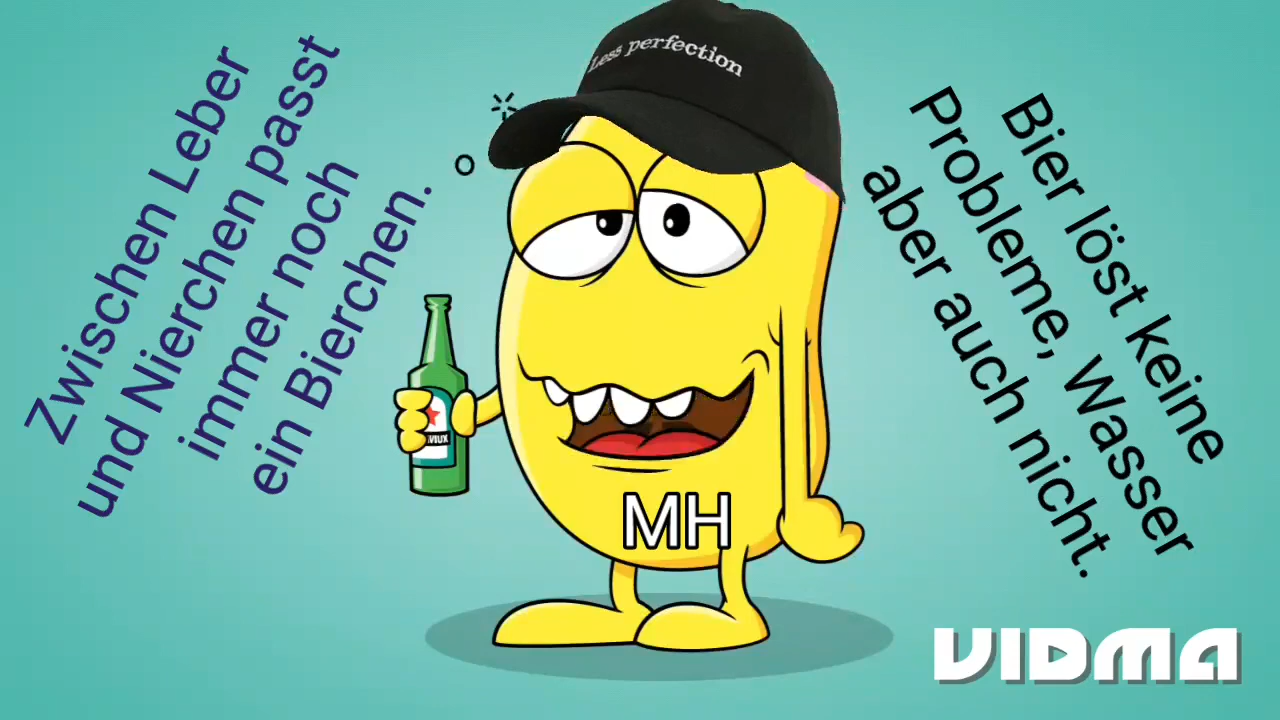 Less perfection
Zwischen Leber
und Nierchen passt
immer noch
ein Bierchen.
Bier löst keine
Probleme, Wasser
aber auch nicht.
MH
VIDMA